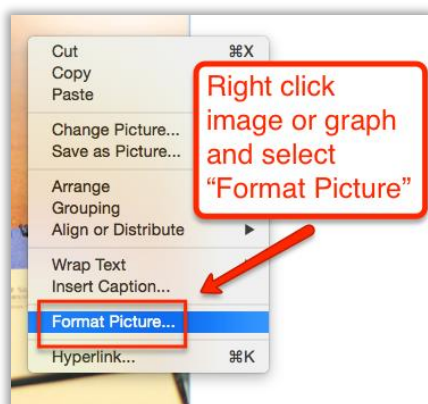 Cut ⌘X
Copy
Paste
Change Picture...
Save as Picture...
Arrange
Grouping
Align or Distribute
Wrap Text
Insert Caption...
Format Picture...
Hyperlink... ⌘K
Right click
image or graph
and select
“Format Picture”